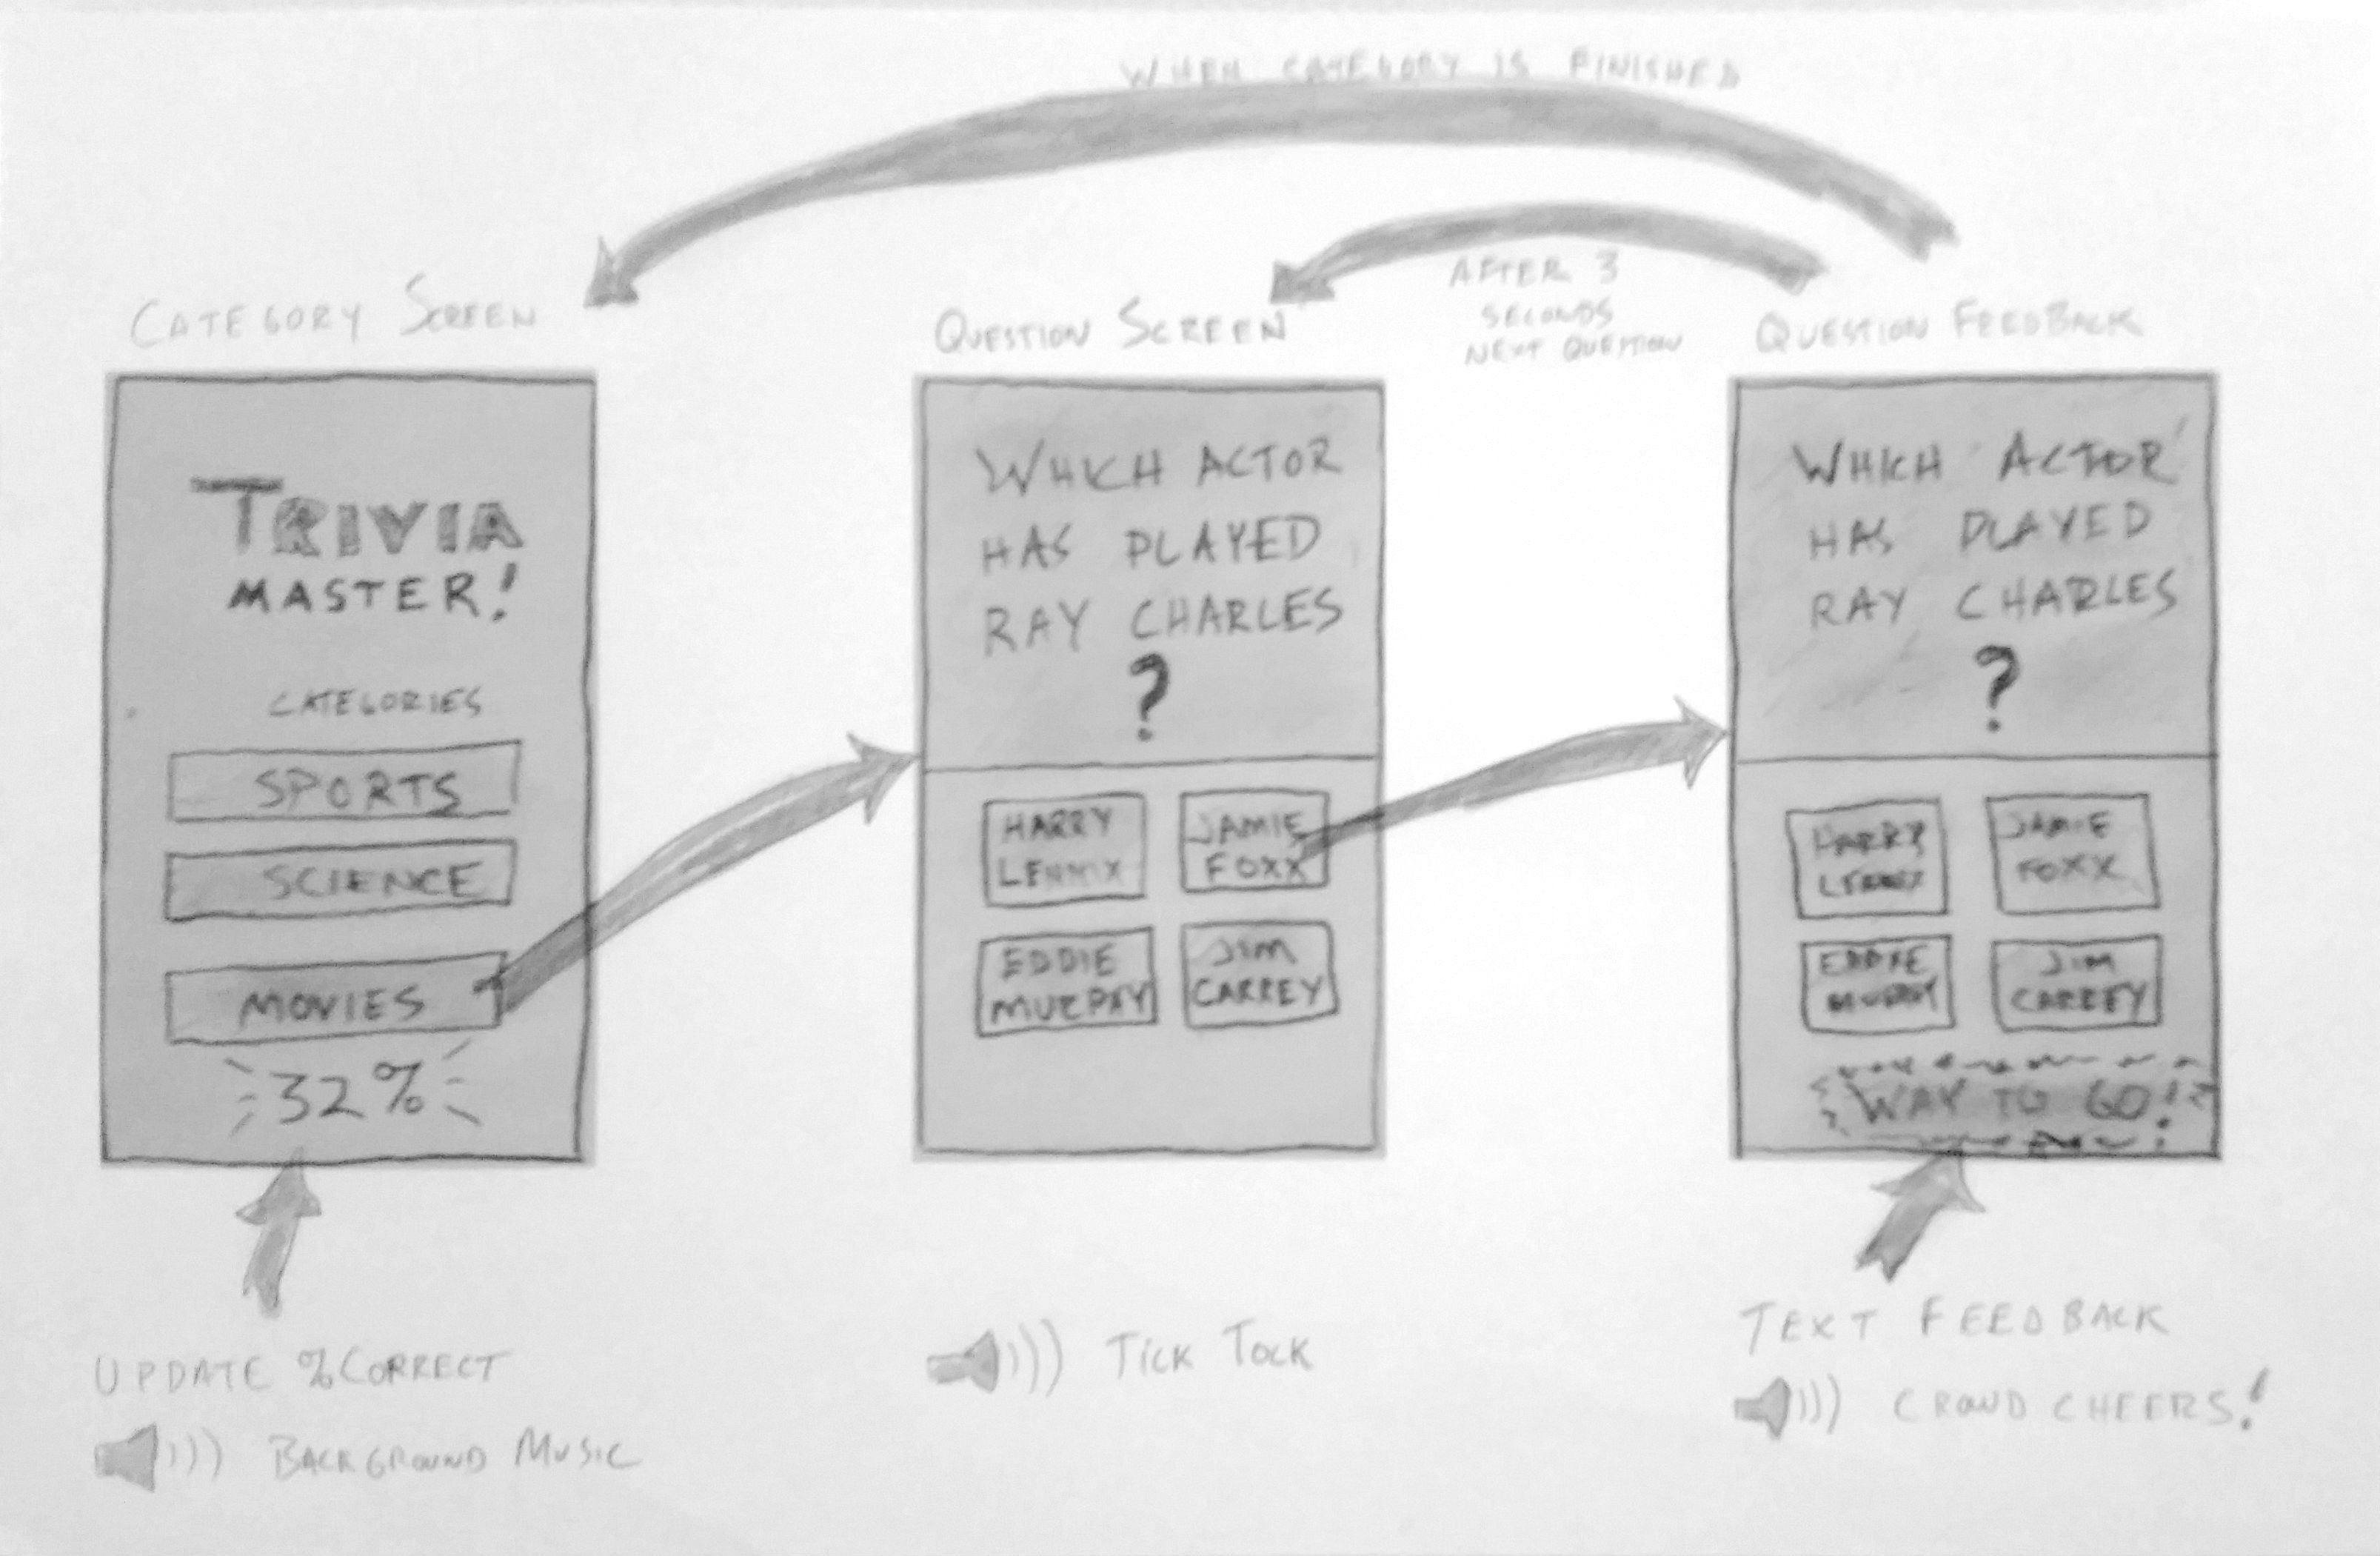 WHEN CATEGORY IS FINISHED
AFTER 3
SECONDS
NEXT QUESTION
CATEGORY SCREEN
TRIVIA
MASTER!
CATEGORIES
SPORTS
SCIENCE
MOVIES
32%
UPDATE % CORRECT
BACKGROUND MUSIC
QUESTION SCREEN
WHICH ACTOR
HAS PLAYED
RAY CHARLES
?
HARRY
LENNIX
JAMIE
FOXX
EDDIE
MURPHY
JIM
CARREY
TICK TOCK
QUESTION FEEDBACK
WHICH ACTOR
HAS PLAYED
RAY CHARLES
?
HARRY
LENNIX
JAMIE
FOXX
EDDIE
MURPHY
JIM
CARREY
WAY TO GO!
TEXT FEEDBACK
CROWD CHEERS!